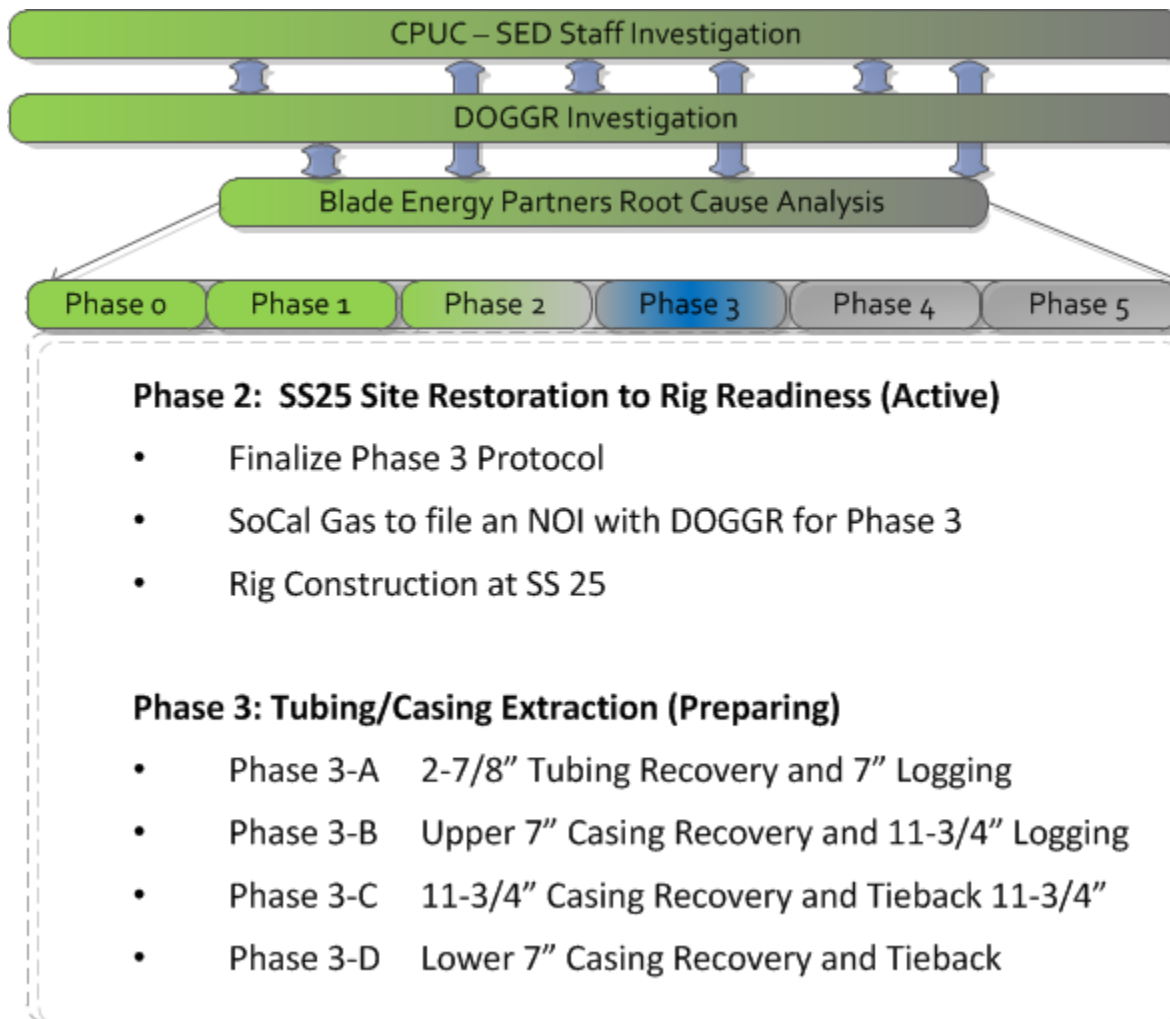 CPUC – SED Staff Investigation
DOGGR Investigation
Blade Energy Partners Root Cause Analysis
Phase 0 Phase 1 Phase 2 Phase 3 Phase 4 Phase 5
Phase 2: SS25 Site Restoration to Rig Readiness (Active)
• Finalize Phase 3 Protocol
• SoCal Gas to file an NOI with DOGGR for Phase 3
• Rig Construction at SS 25
Phase 3: Tubing/Casing Extraction (Preparing)
• Phase 3-A 2-7/8” Tubing Recovery and 7” Logging
• Phase 3-B Upper 7” Casing Recovery and 11-3/4” Logging
• Phase 3-C 11-3/4” Casing Recovery and Tieback 11-3/4”
• Phase 3-D Lower 7” Casing Recovery and Tieback